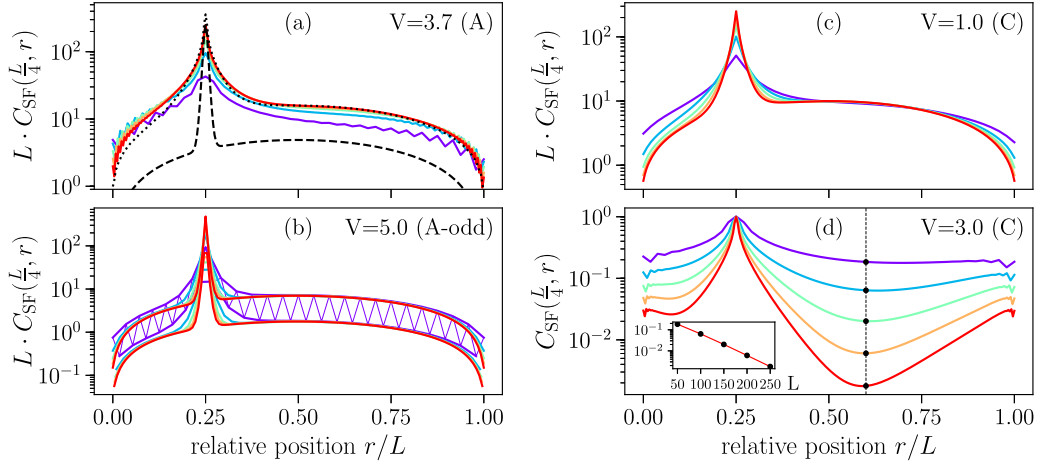 (a) V=3.7 (A)
L · C_SF(L/4, r)
10^2
10^1
10^0
(c) V=1.0 (C)
L · C_SF(L/4, r)
10^2
10^1
10^0
(b) V=5.0 (A-odd)
L · C_SF(L/4, r)
10^2
10^1
10^0
10^−1
0.00 0.25 0.50 0.75 1.00
relative position r/L
(d) V=3.0 (C)
C_SF(L/4, r)
10^0
10^−1
10^−2
10^−1
10^−2
50 100 150 200 250 L
0.00 0.25 0.50 0.75 1.00
relative position r/L